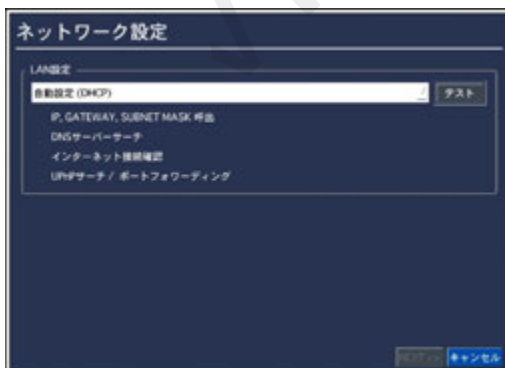 ネットワーク設定
LAN設定
自動設定 (DHCP)
テスト
IP, GATEWAY, SUBNET MASK 呼出
DNSサーバーサーチ
インターネット接続確認
UPnPサーチ / ポートフォワーディング
NEXT >>
キャンセル